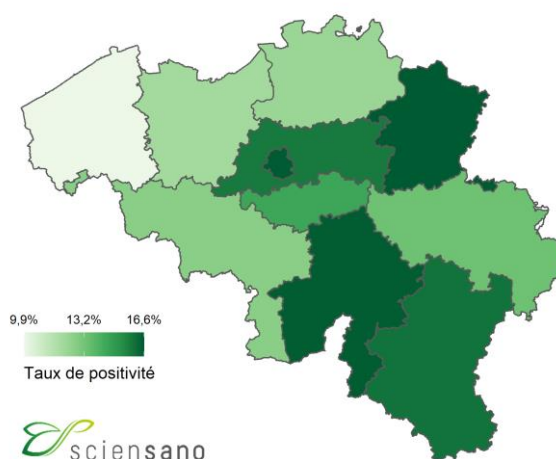 9,9% 13,2% 16,6%
Taux de positivité
sciensano